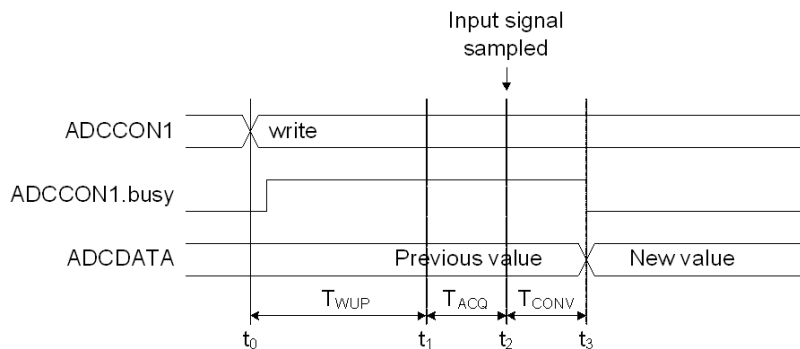 Input signal
sampled
ADCCON1
write
ADCCON1.busy
ADCDATA
Previous value
New value
TWUP
TACQ
TCONV
t0
t1
t2
t3